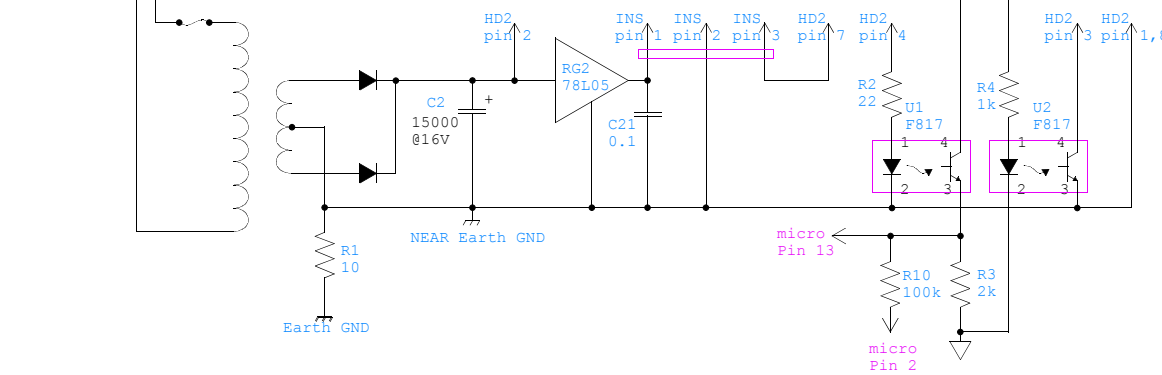 HD2
pin 2
INS
pin 1
INS
pin 2
INS
pin 3
HD2
pin 7
HD2
pin 4
HD2
pin 3
HD2
pin 1,8
RG2
78L05
C2
+
15000
@16V
C21
0.1
R2
22
U1
F817
R4
1k
U2
F817
1
4
2
3
1
4
2
3
NEAR Earth GND
R1
10
Earth GND
micro
Pin 13
R10
100k
R3
2k
micro
Pin 2